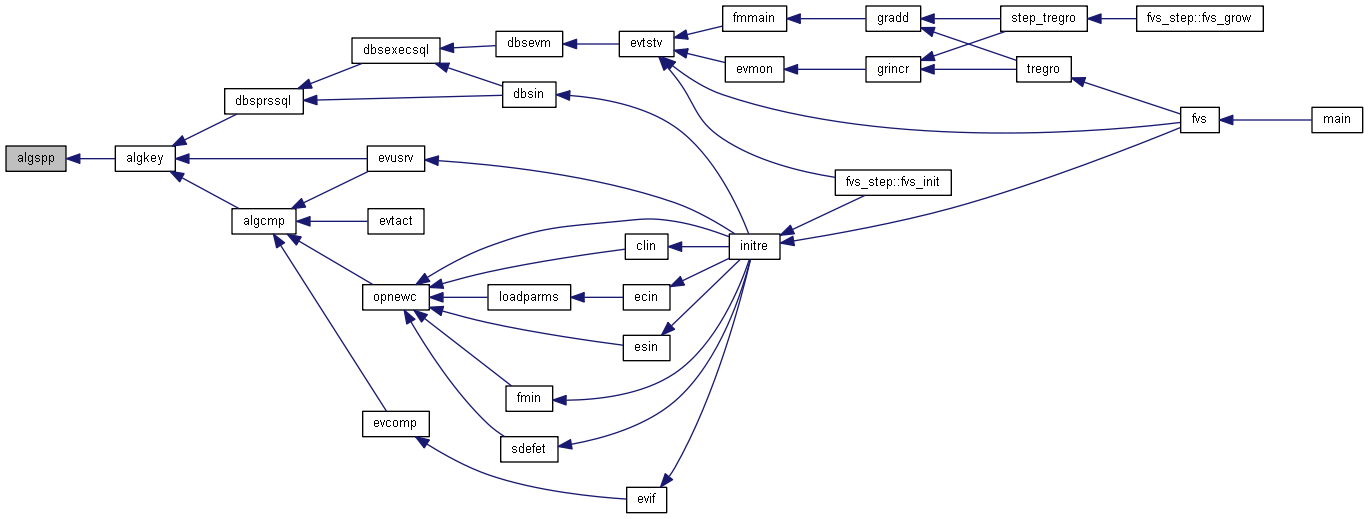 algspp
algkey
dbsprssql
dbsexecsql
dbsevm
evtstv
fmmain
gradd
step_tregro
fvs_step::fvs_grow
evmon
grincr
tregro
fvs
main
dbsin
evusrv
algcmp
evtact
fvs_step::fvs_init
initre
opnewc
clin
loadparms
ecin
esin
fmin
evcomp
sdefet
evif